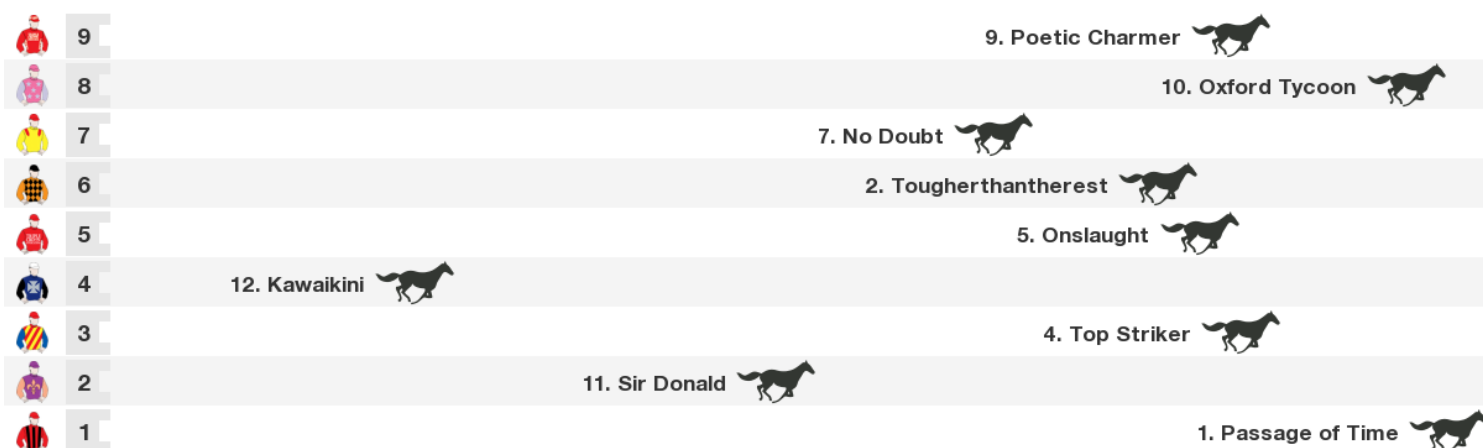 9 9. Poetic Charmer
8 10. Oxford Tycoon
7 7. No Doubt
6 2. Tougherthantherest
5 5. Onslaught
4 12. Kawaikini
3 4. Top Striker
2 11. Sir Donald
1 1. Passage of Time